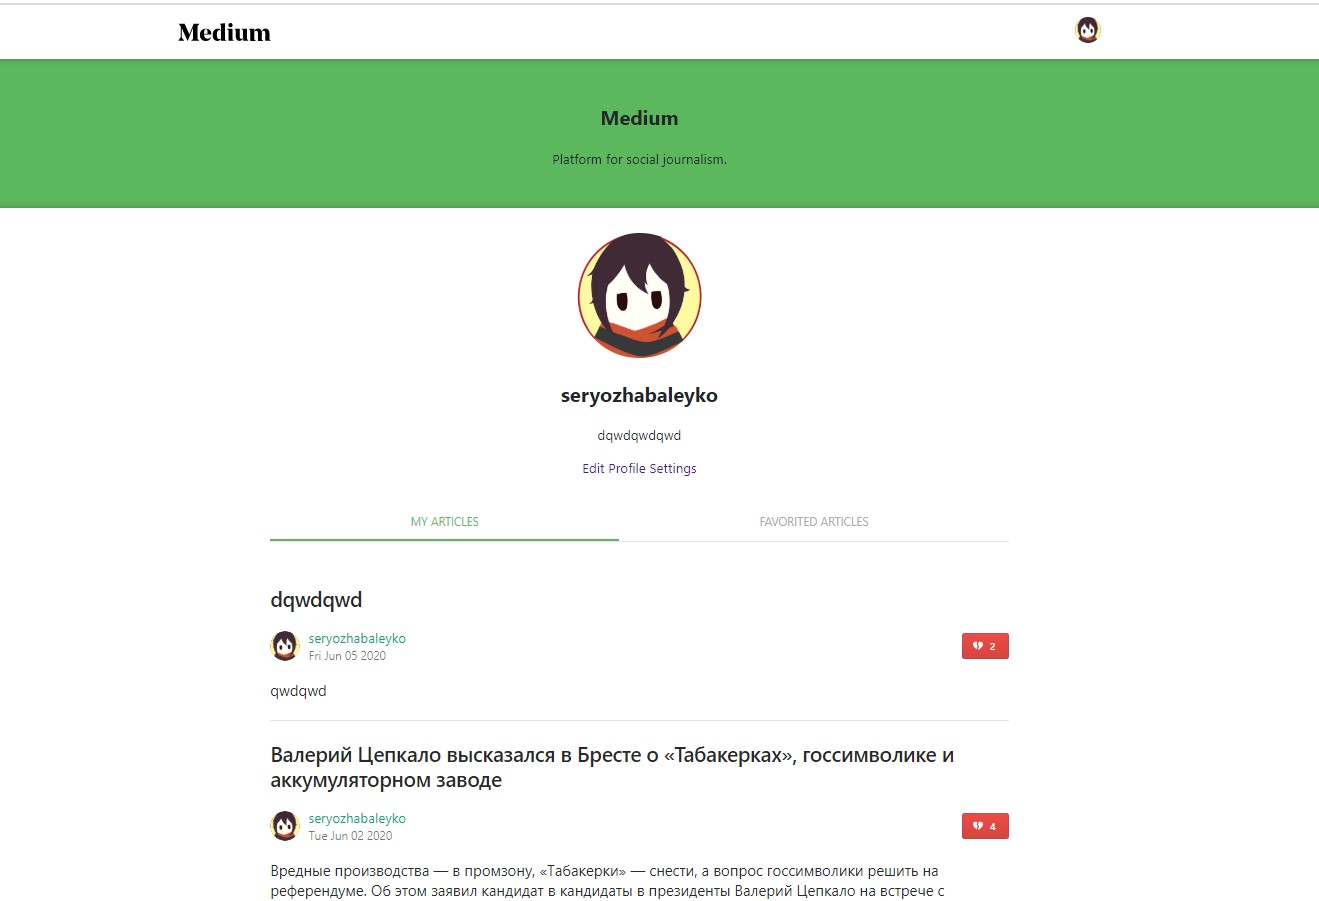 Medium
Medium
Platform for social journalism.
seryozhabaleyko
dqwdqwdqwd
Edit Profile Settings
MY ARTICLES
FAVORITED ARTICLES
dqwdqwd
seryozhabaleyko
Fri Jun 05 2020
2
qwdqwd
Валерий Цепкало высказался в Бресте о «Табакерках», госсимволике и
аккумуляторном заводе
seryozhabaleyko
Tue Jun 02 2020
4
Вредные производства — в промзону, «Табакерки» — снести, а вопрос госсимволики решить на
референдуме. Об этом заявил кандидат в кандидаты в президенты Валерий Цепкало на встрече с